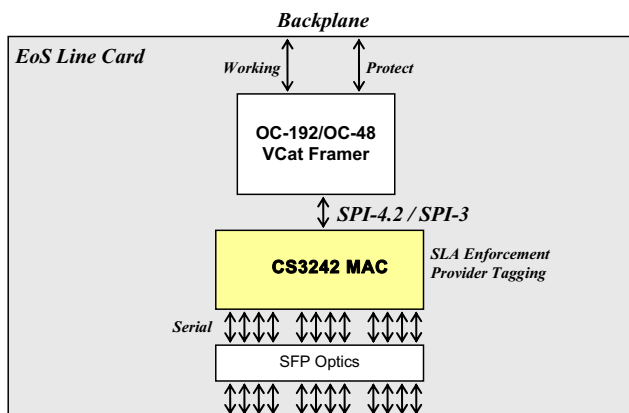 Backplane
EoS Line Card
Working
Protect
OC-192/OC-48
VCat Framer
SPI-4.2 / SPI-3
CS3242 MAC
SLA Enforcement
Provider Tagging
Serial
SFP Optics